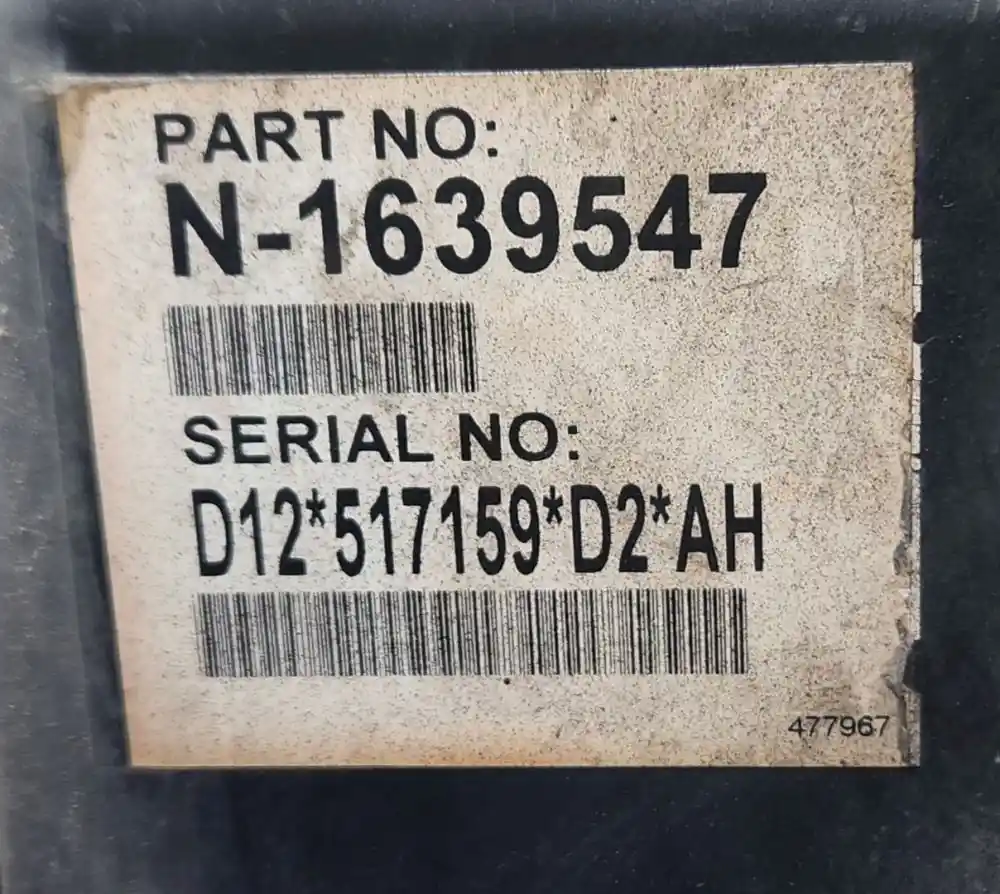 PART NO:
N-1639547
SERIAL NO:
D12*517159*D2*AH
477967